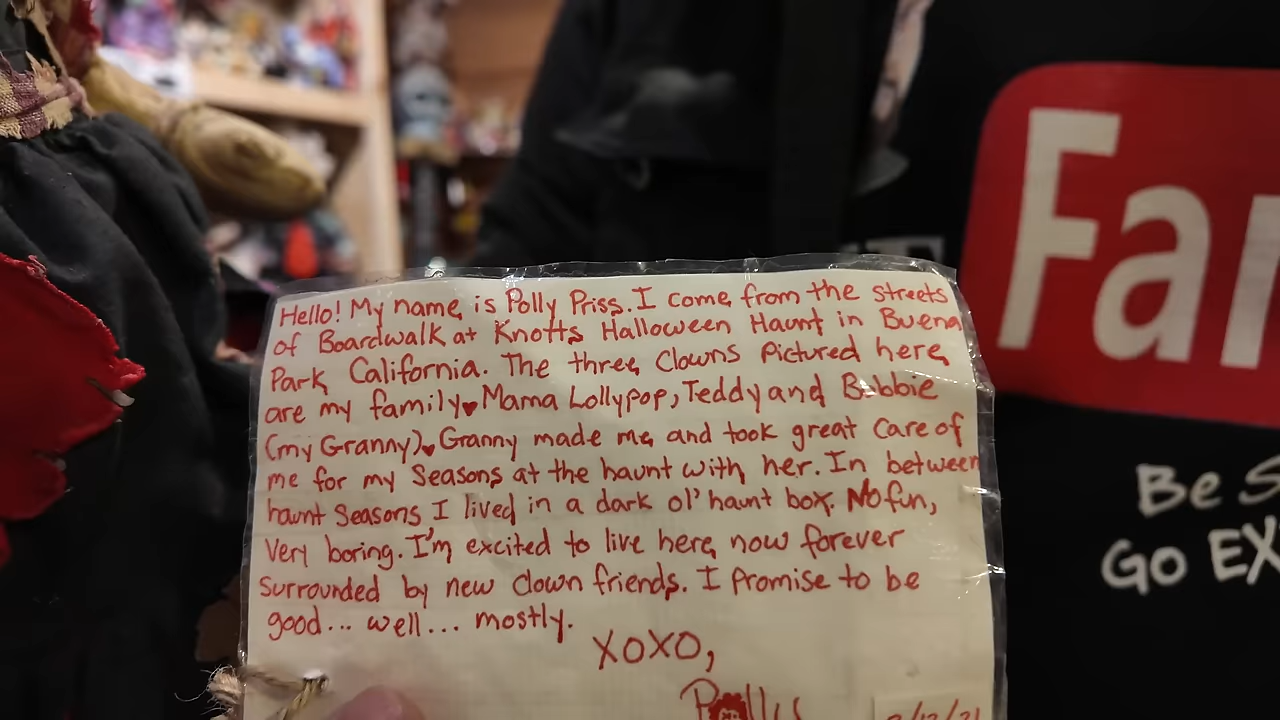 Hello! My name is Polly Priss. I come from the streets
of Boardwalk at Knotts Halloween Haunt in Buena
Park, California. The three Clowns Pictured here
are my family♥ Mama Lollypop, Teddy and Bubbie
(my Granny)♥ Granny made me and took great care of
me for my Seasons at the haunt with her. In between
haunt Seasons I lived in a dark ol' haunt box. No fun,
Very boring. I'm excited to live here now forever
surrounded by new clown friends. I Promise to be
good... well... mostly.
XOXO,
Polly
Fa
Be S
GO EX